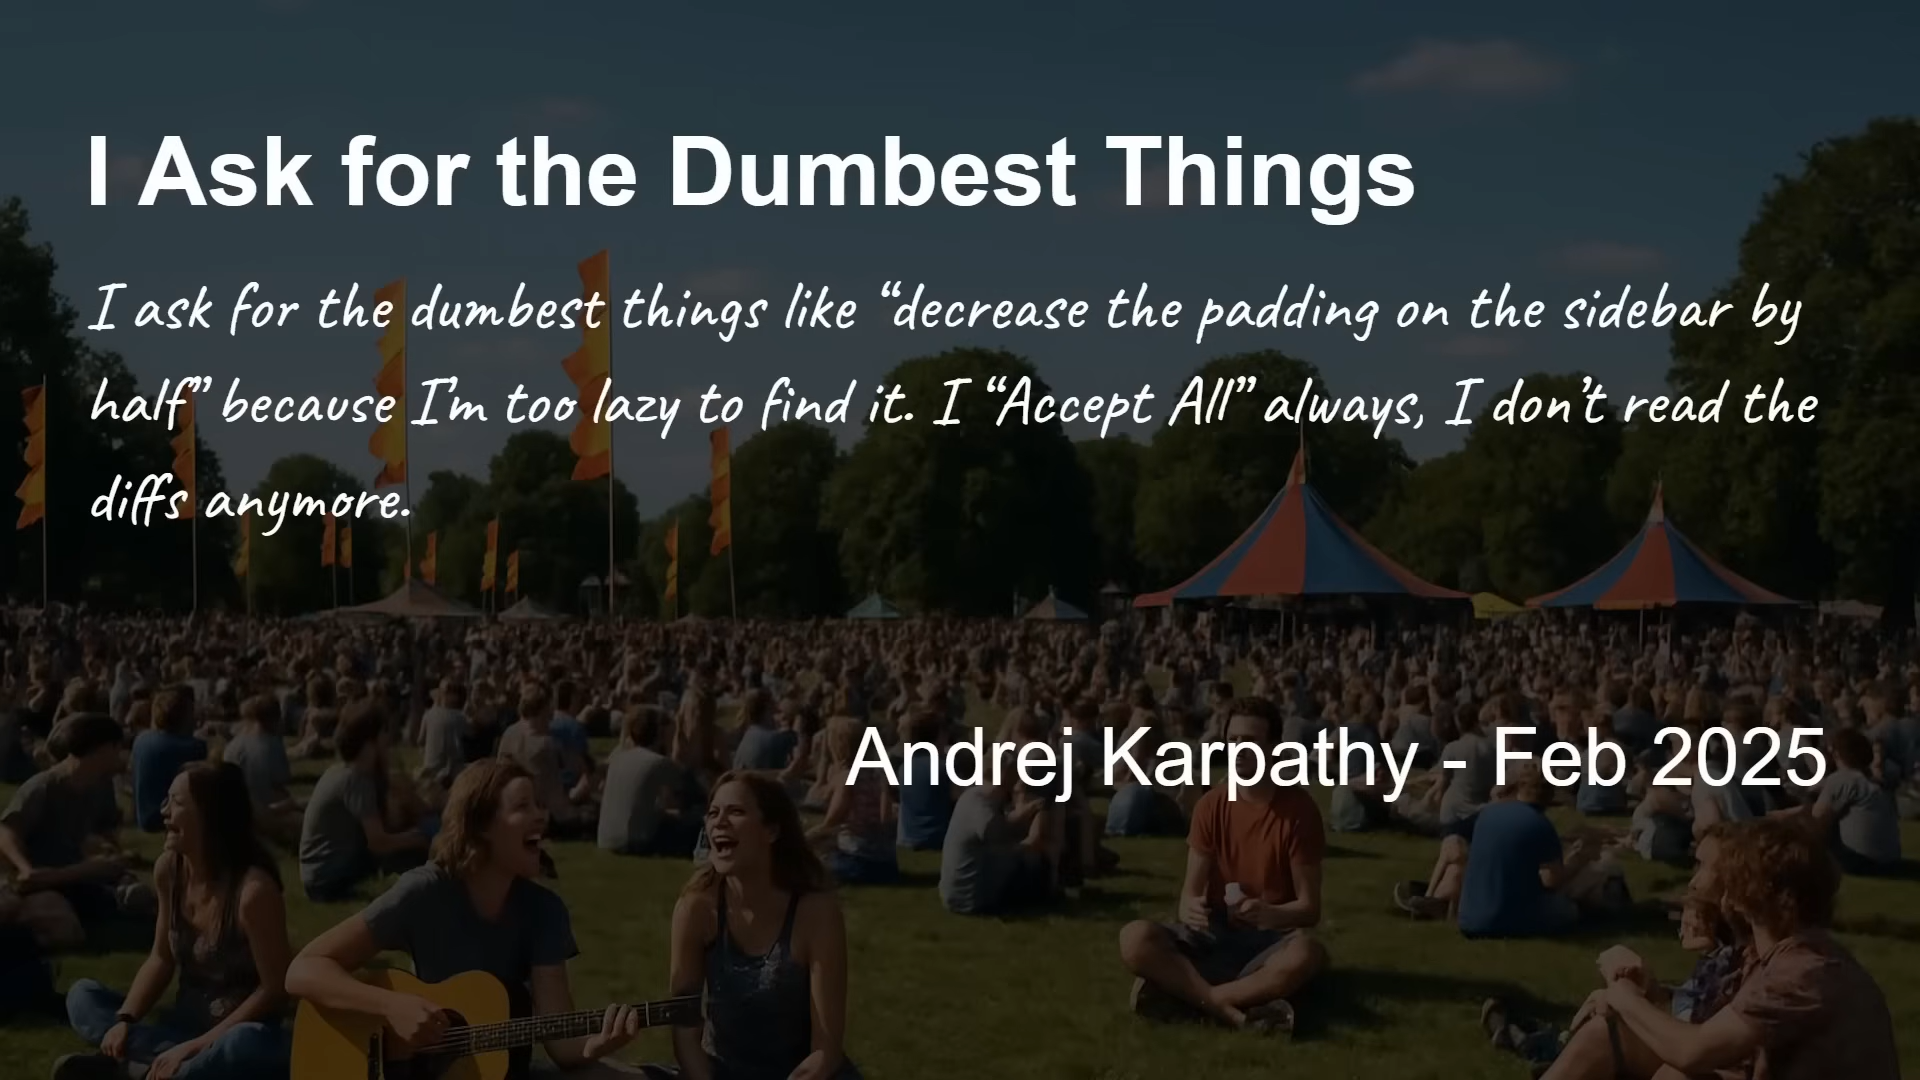 I Ask for the Dumbest Things
I ask for the dumbest things like “decrease the padding on the sidebar by
half” because I’m too lazy to find it. I “Accept All” always, I don’t read the
diffs anymore.
Andrej Karpathy - Feb 2025